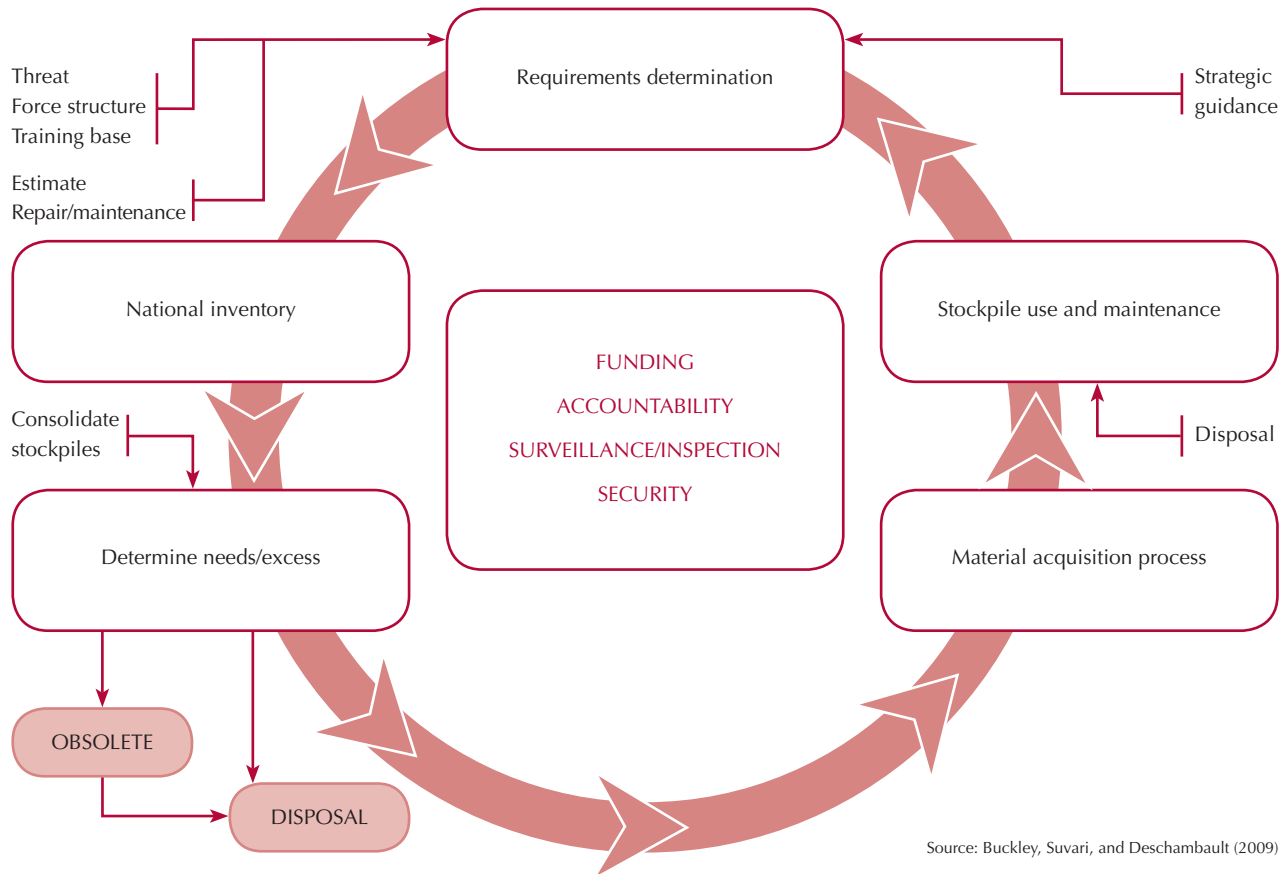 Requirements determination
Threat
Force structure
Training base
Strategic
guidance
Estimate
Repair/maintenance
National inventory
Stockpile use and maintenance
FUNDING
ACCOUNTABILITY
SURVEILLANCE/INSPECTION
SECURITY
Consolidate
stockpiles
Disposal
Determine needs/excess
Material acquisition process
OBSOLETE
DISPOSAL
Source: Buckley, Suvari, and Deschambault (2009)